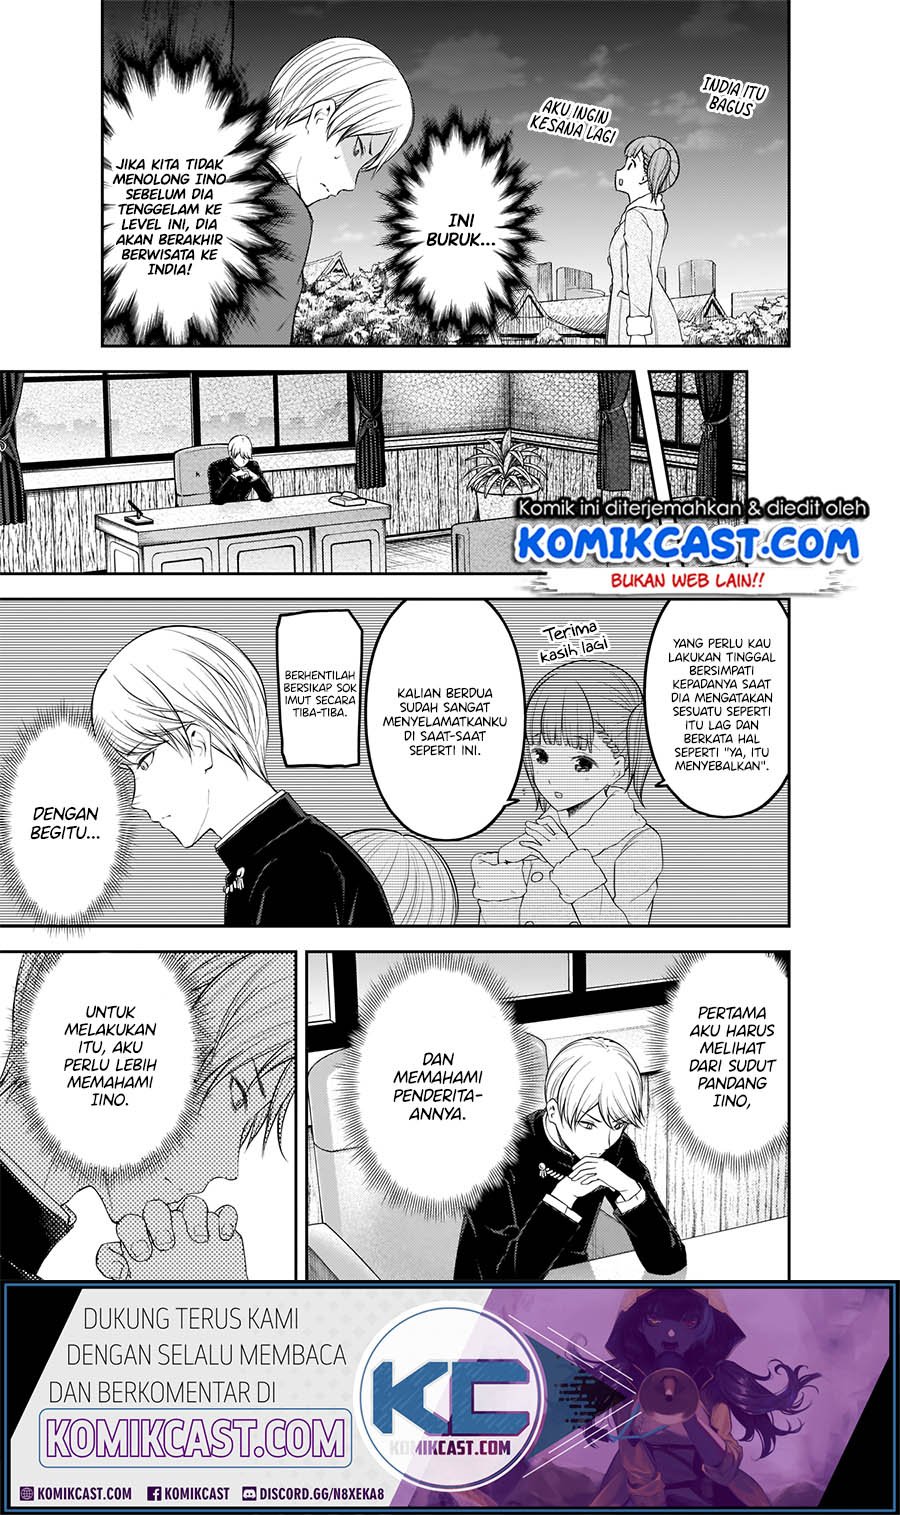 INDIA ITU
BAGUS
AKU INGIN
KESANA LAGI
INI
BURUK...
JIKA KITA TIDAK
MENOLONG IINO
SEBELUM DIA
TENGGELAM KE
LEVEL INI, DIA
AKAN BERAKHIR
BERWISATA KE
INDIA!
Komik ini diterjemahkan & diedit oleh
KOMIKCAST.COM
BUKAN WEB LAIN!!
YANG PERLU KAU
LAKUKAN TINGGAL
BERSIMPATI
KEPADANYA SAAT
DIA MENGATAKAN
SESUATU SEPERTI
ITU LAG DAN
BERKATA HAL
SEPERTI "YA, ITU
MENYEBALKAN".
Terima
kasih lagi
KALIAN BERDUA
SUDAH SANGAT
MENYELAMATKANKU
DI SAAT-SAAT
SEPERTI INI.
BERHENTILAH
BERSIKAP SOK
IMUT SECARA
TIBA-TIBA.
DENGAN
BEGITU...
PERTAMA
AKU HARUS
MELIHAT
DARI SUDUT
PANDANG
IINO,
DAN
MEMAHAMI
PENDERITA-
ANNYA.
UNTUK
MELAKUKAN
ITU, AKU
PERLU LEBIH
MEMAHAMI
IINO.
DUKUNG TERUS KAMI
DENGAN SELALU MEMBACA
DAN BERKOMENTAR DI
KOMIKCAST.COM
KOMIKCAST.COM KOMIKCAST DISCORD.GG/N8XEKA8
KC
KOMIKCAST.COM